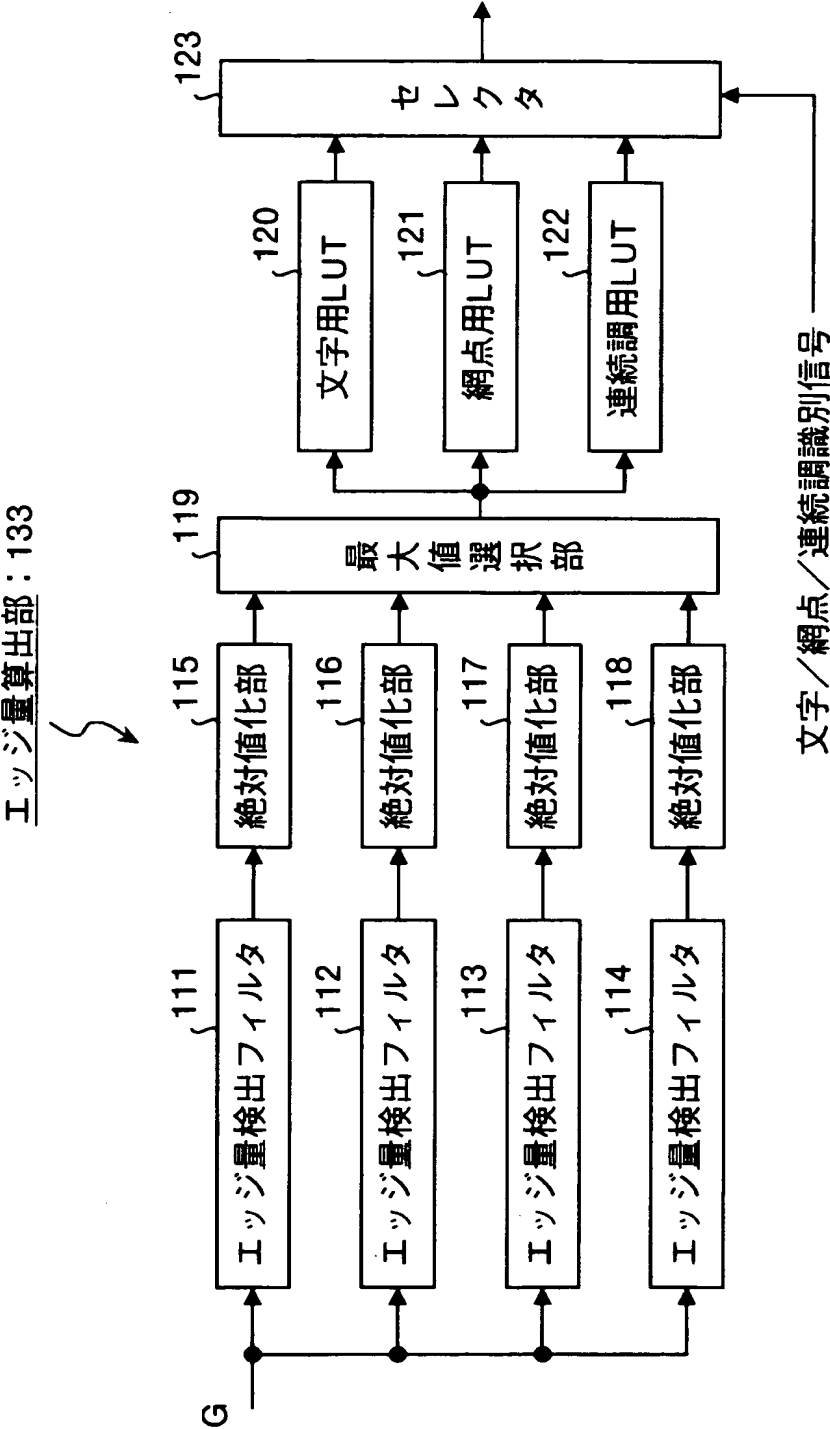 エッジ量算出部：133
G
111
エッジ量検出フィルタ
112
エッジ量検出フィルタ
113
エッジ量検出フィルタ
114
エッジ量検出フィルタ
115
絶対値化部
116
絶対値化部
117
絶対値化部
118
絶対値化部
119
最大値選択部
120
文字用LUT
121
網点用LUT
122
連続調用LUT
123
セレクタ
文字／網点／連続調識別信号